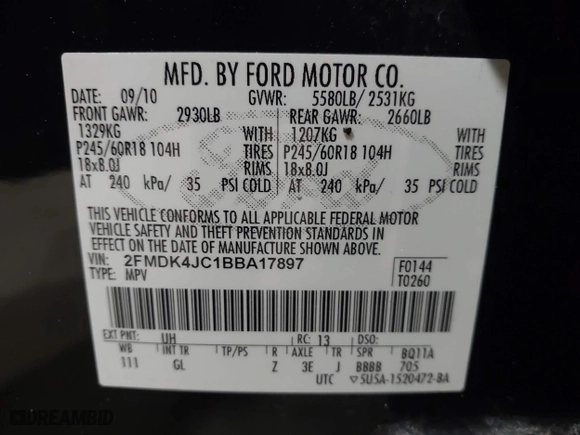 MFD. BY FORD MOTOR CO.
DATE: 09/10 GVWR: 5580LB/ 2531KG
FRONT GAWR: 2930LB REAR GAWR: 2660LB
1329KG WITH 1207KG WITH
P245/60R18 104H TIRES P245/60R18 104H TIRES
18x8.0J RIMS 18x8.0J RIMS
AT 240 kPa/ 35 PSI COLD AT 240 kPa/ 35 PSI COLD
THIS VEHICLE CONFORMS TO ALL APPLICABLE FEDERAL MOTOR
VEHICLE SAFETY AND THEFT PREVENTION STANDARDS IN
EFFECT ON THE DATE OF MANUFACTURE SHOWN ABOVE.
VIN: 2FMDK4JC1BBA17897 F0144
TYPE: MPV T0260
EXT PNT: UH RC: 13 DSO:
WB INT TR TP/PS R AXLE TR SPR BQ11A
111 GL Z 3E J BBBB 705
UTC ▽5U5A-1520472-BA
DREAMBID